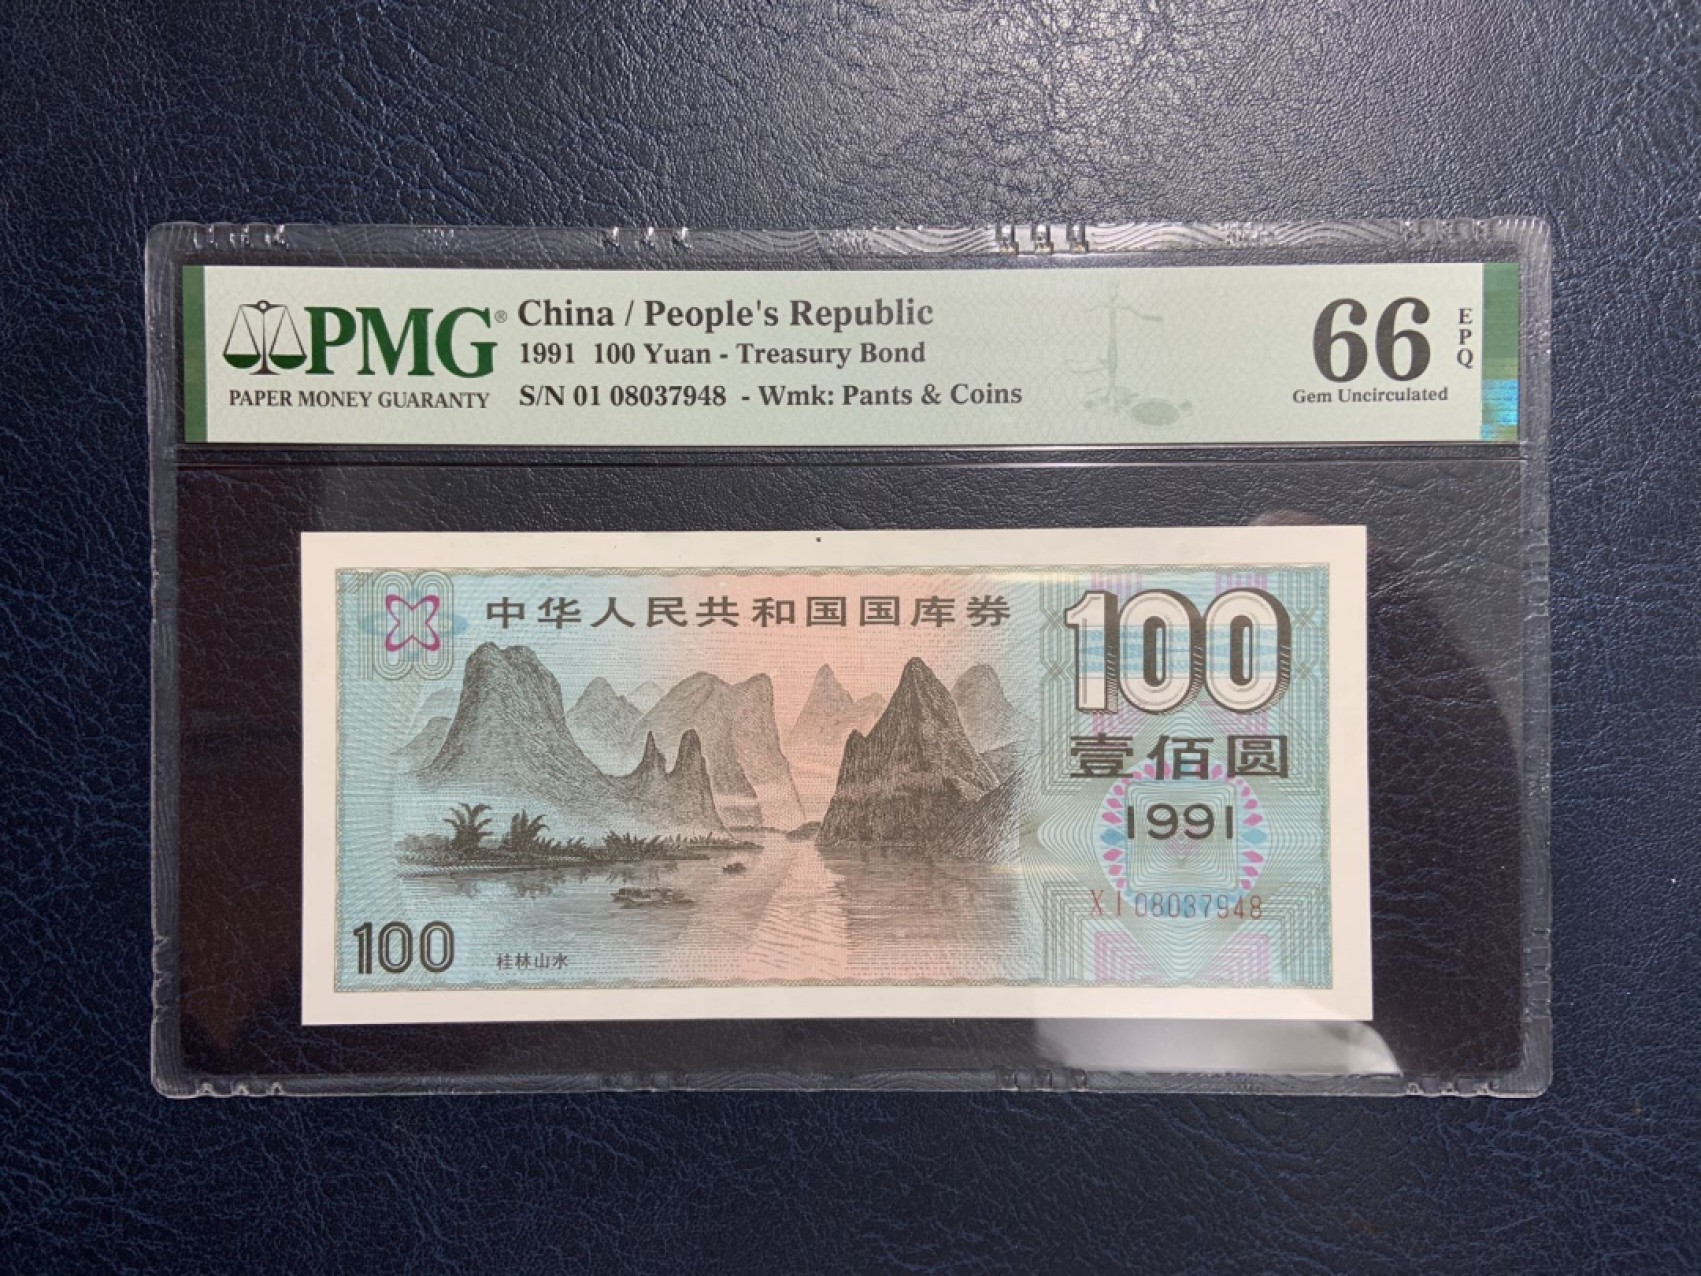 PMG®
PAPER MONEY GUARANTY
China / People's Republic
1991 100 Yuan - Treasury Bond
S/N 01 08037948 - Wmk: Pants & Coins
66
EPQ
Gem Uncirculated
中华人民共和国国库券
100
壹佰圆
1991
XI 08037948
100
桂林山水